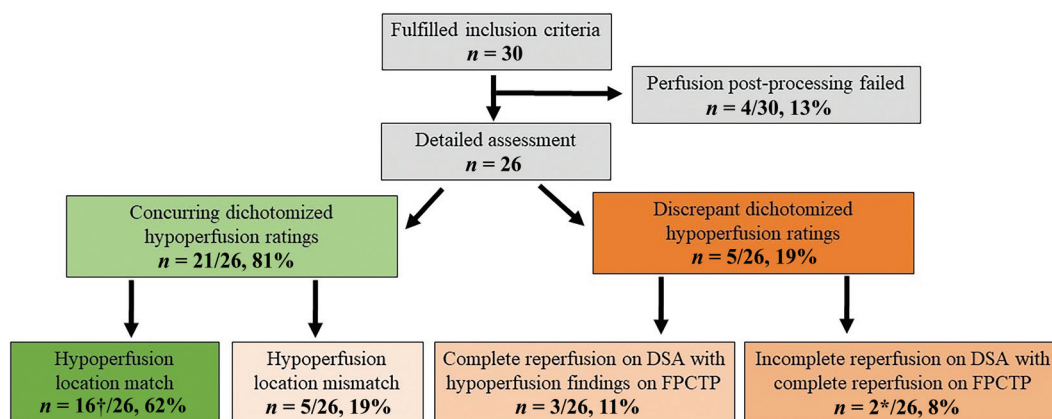 Fulfilled inclusion criteria
n = 30
Perfusion post-processing failed
n = 4/30, 13%
Detailed assessment
n = 26
Concurring dichotomized
hypoperfusion ratings
n = 21/26, 81%
Discrepant dichotomized
hypoperfusion ratings
n = 5/26, 19%
Hypoperfusion
location match
n = 16†/26, 62%
Hypoperfusion
location mismatch
n = 5/26, 19%
Complete reperfusion on DSA with
hypoperfusion findings on FPCTP
n = 3/26, 11%
Incomplete reperfusion on DSA with
complete reperfusion on FPCTP
n = 2*/26, 8%